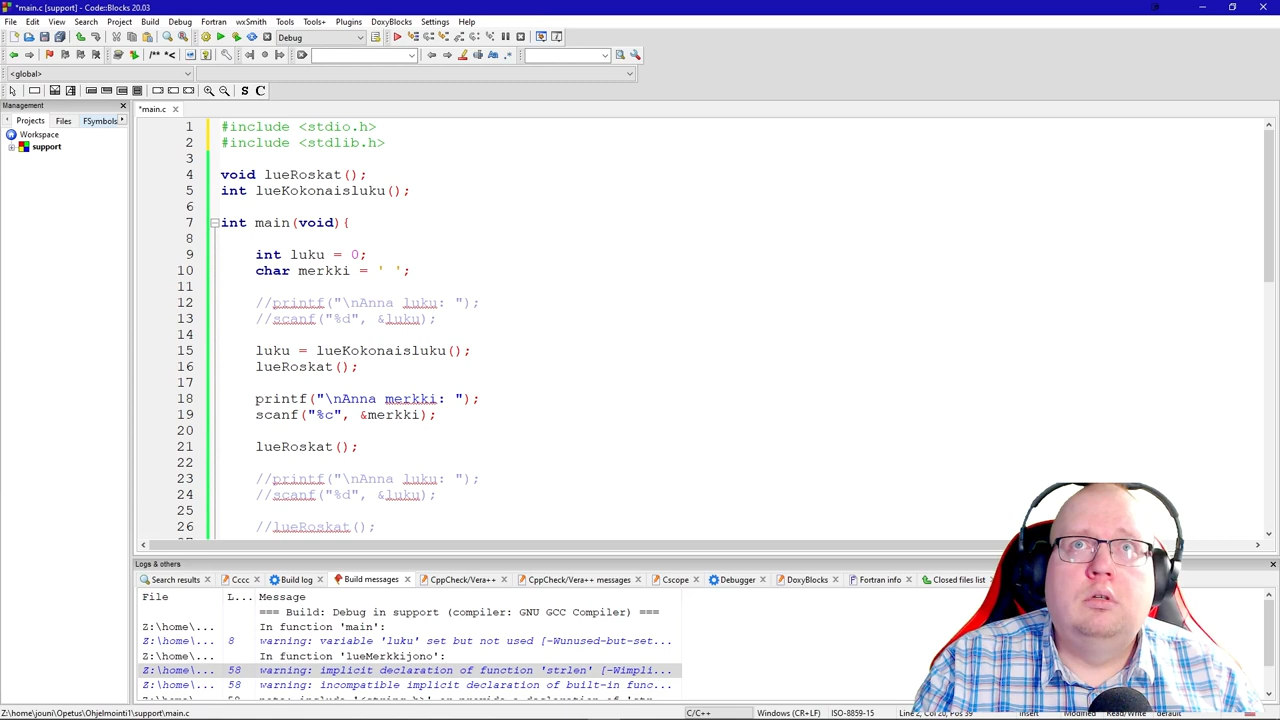 *main.c [support] - Code::Blocks 20.03
File Edit View Search Project Build Debug Fortran wxSmith Tools Tools+ Plugins DoxyBlocks Settings Help
Debug
/** *<
<global>
S C
Management
Projects Files FSymbols
Workspace
support
*main.c
1 #include <stdio.h>
2 #include <stdlib.h>
3
4 void lueRoskat();
5 int lueKokonaisluku();
6
7 int main(void){
8
9 int luku = 0;
10 char merkki = ' ';
11
12 //printf("\nAnna luku: ");
13 //scanf("%d", &luku);
14
15 luku = lueKokonaisluku();
16 lueRoskat();
17
18 printf("\nAnna merkki: ");
19 scanf("%c", &merkki);
20
21 lueRoskat();
22
23 //printf("\nAnna luku: ");
24 //scanf("%d", &luku);
25
26 //lueRoskat();
Logs & others
Search results Cccc Build log Build messages CppCheck/Vera++ CppCheck/Vera++ messages Cscope Debugger DoxyBlocks Fortran info Closed files list
File L... Message
=== Build: Debug in support (compiler: GNU GCC Compiler) ===
Z:\home\... In function 'main':
Z:\home\... 8 warning: variable 'luku' set but not used [-Wunused-but-set...
Z:\home\... In function 'lueMerkkijono':
Z:\home\... 58 warning: implicit declaration of function 'strlen' [-Wimpli...
Z:\home\... 58 warning: incompatible implicit declaration of built-in func...
Z:\home\jouni\Opetus\Ohjelmointi1\support\main.c C/C++ Windows (CR+LF) ISO-8859-15 Insert Modified Read/Write default